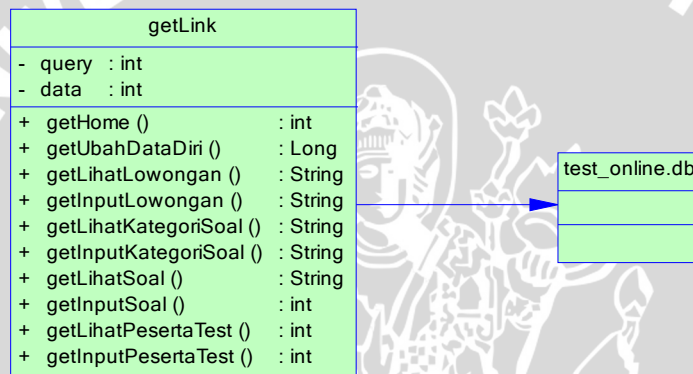 getLink
- query : int
- data : int
+ getHome () : int
+ getUbahDataDiri () : Long
+ getLihatLowongan () : String
+ getInputLowongan () : String
+ getLihatKategoriSoal () : String
+ getInputKategoriSoal () : String
+ getLihatSoal () : String
+ getInputSoal () : int
+ getLihatPesertaTest () : int
+ getInputPesertaTest () : int
test_online.db